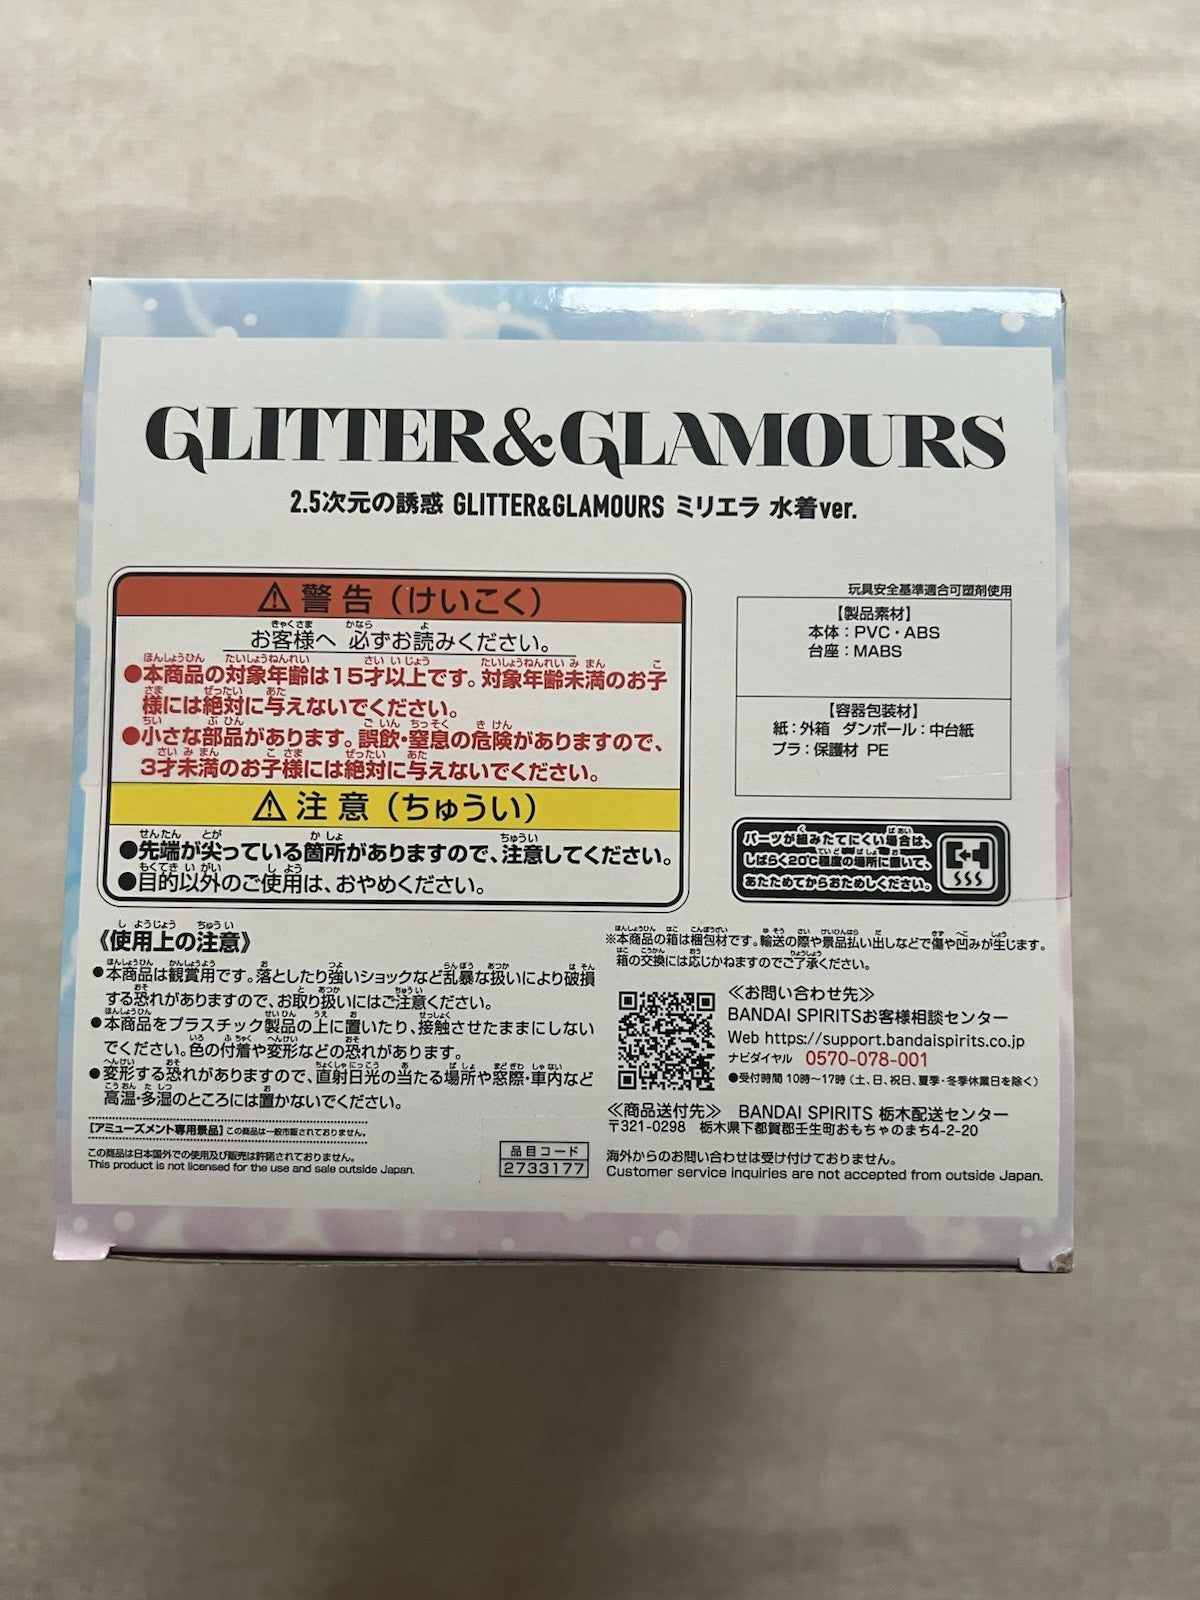 GLITTER&GLAMOURS
2.5次元の誘惑 GLITTER&GLAMOURS ミリエラ 水着ver.
⚠警告（けいこく）
お客様へ 必ずお読みください。
●本商品の対象年齢は15才以上です。対象年齢未満のお子
様には絶対に与えないでください。
●小さな部品があります。誤飲・窒息の危険がありますので、
3才未満のお子様には絶対に与えないでください。
⚠注意（ちゅうい）
●先端が尖っている箇所がありますので、注意してください。
●目的以外のご使用は、おやめください。
玩具安全基準適合可塑剤使用
【製品素材】
本体：PVC・ABS
台座：MABS
【容器包装材】
紙：外箱 ダンボール：中台紙
プラ：保護材 PE
パーツが組みたてにくい場合は、
しばらく20℃程度の場所に置いて、
あたためてからおためしください。
《使用上の注意》
●本商品は観賞用です。落としたり強いショックなど乱暴な扱いにより破損
する恐れがありますので、お取り扱いにはご注意ください。
●本商品をプラスチック製品の上に置いたり、接触させたままにしない
でください。色の付着や変形などの恐れがあります。
●変形する恐れがありますので、直射日光の当たる場所や窓際・車内など
高温・多湿のところには置かないでください。
【アミューズメント専用景品】この商品は一般市販されておりません。
この商品は日本国外での使用及び販売は許諾されておりません。
This product is not licensed for the use and sale outside Japan.
品目コード
2733177
※本商品の箱は梱包材です。輸送の際や景品払い出しなどで傷や凹みが生じます。
箱の交換には応じかねますのでご了承ください。
≪お問い合わせ先≫
BANDAI SPIRITSお客様相談センター
Web https://support.bandaispirits.co.jp
ナビダイヤル 0570-078-001
●受付時間 10時〜17時（土、日、祝日、夏季・冬季休業日を除く）
≪商品送付先≫ BANDAI SPIRITS 栃木配送センター
〒321-0298 栃木県下都賀郡壬生町おもちゃのまち4-2-20
海外からのお問い合わせは受け付けておりません。
Customer service inquiries are not accepted from outside Japan.